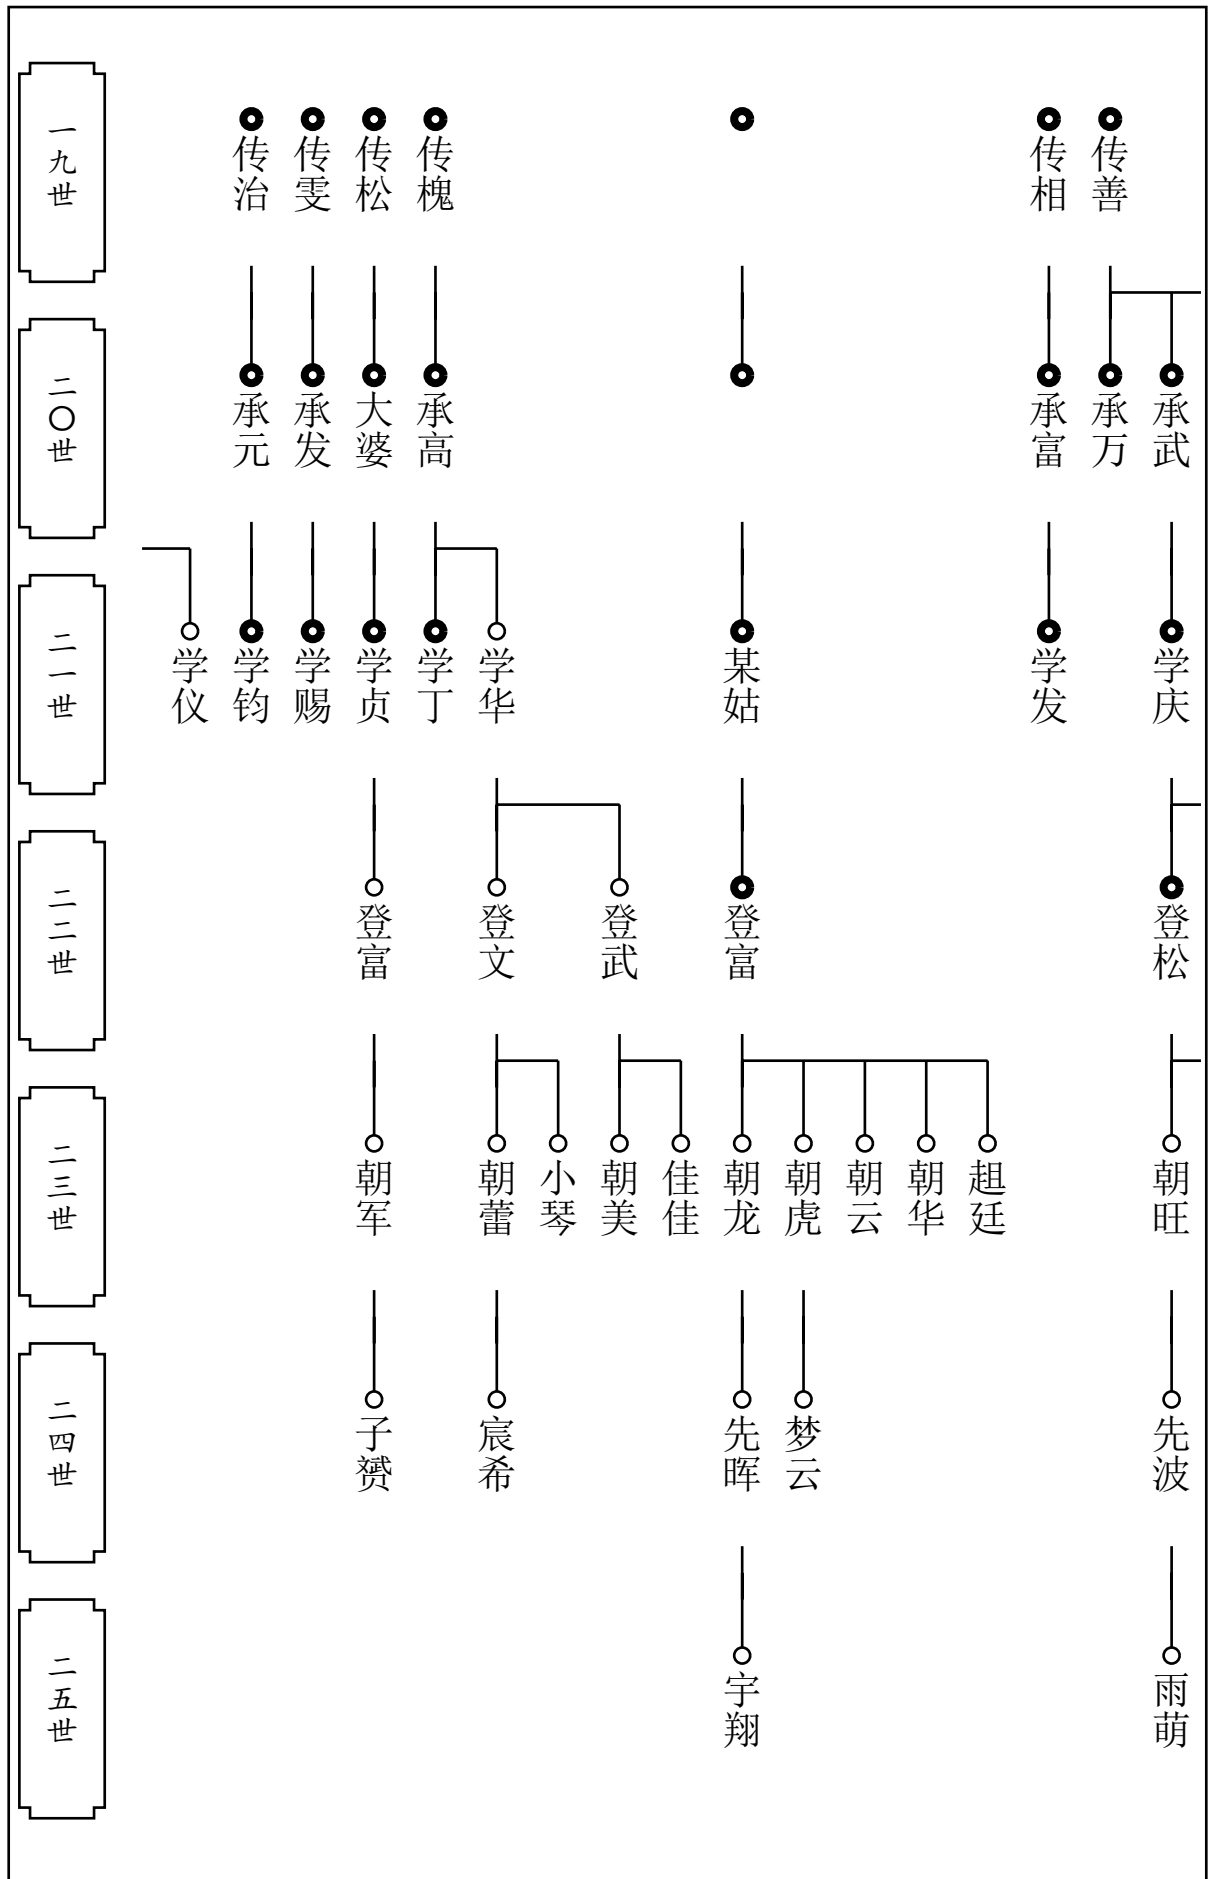 一九世
传治
传雯
传松
传槐
传相
传善
二〇世
承元
承发
大婆
承高
承富
承万
承武
二一世
学仪
学钧
学赐
学贞
学丁
学华
某姑
学发
学庆
二二世
登富
登文
登武
登富
登松
二三世
朝军
朝蕾
小琴
朝美
佳佳
朝龙
朝虎
朝云
朝华
趄廷
朝旺
二四世
子赟
宸希
先晖
梦云
先波
二五世
宇翔
雨萌